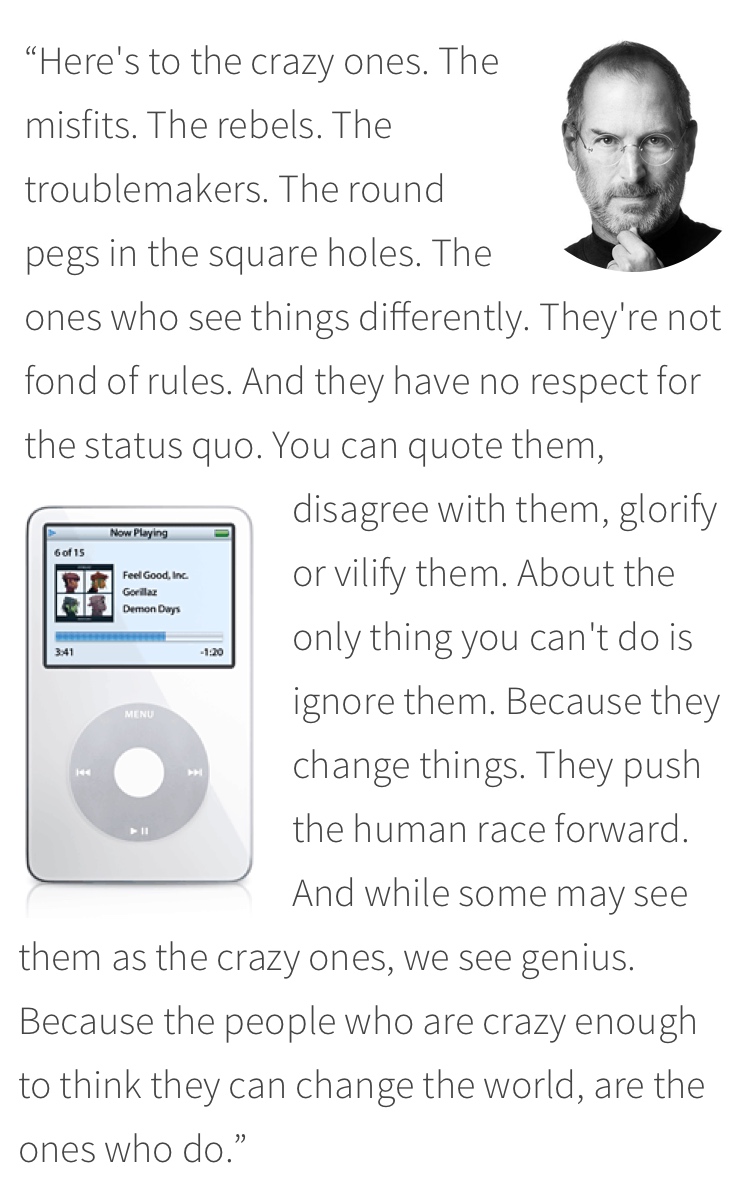 “Here's to the crazy ones. The
misfits. The rebels. The
troublemakers. The round
pegs in the square holes. The
ones who see things differently. They're not
fond of rules. And they have no respect for
the status quo. You can quote them,
disagree with them, glorify
or vilify them. About the
only thing you can't do is
ignore them. Because they
change things. They push
the human race forward.
And while some may see
them as the crazy ones, we see genius.
Because the people who are crazy enough
to think they can change the world, are the
ones who do.”
Now Playing
6 of 15
Feel Good, Inc.
Gorillaz
Demon Days
3:41 -1:20
MENU